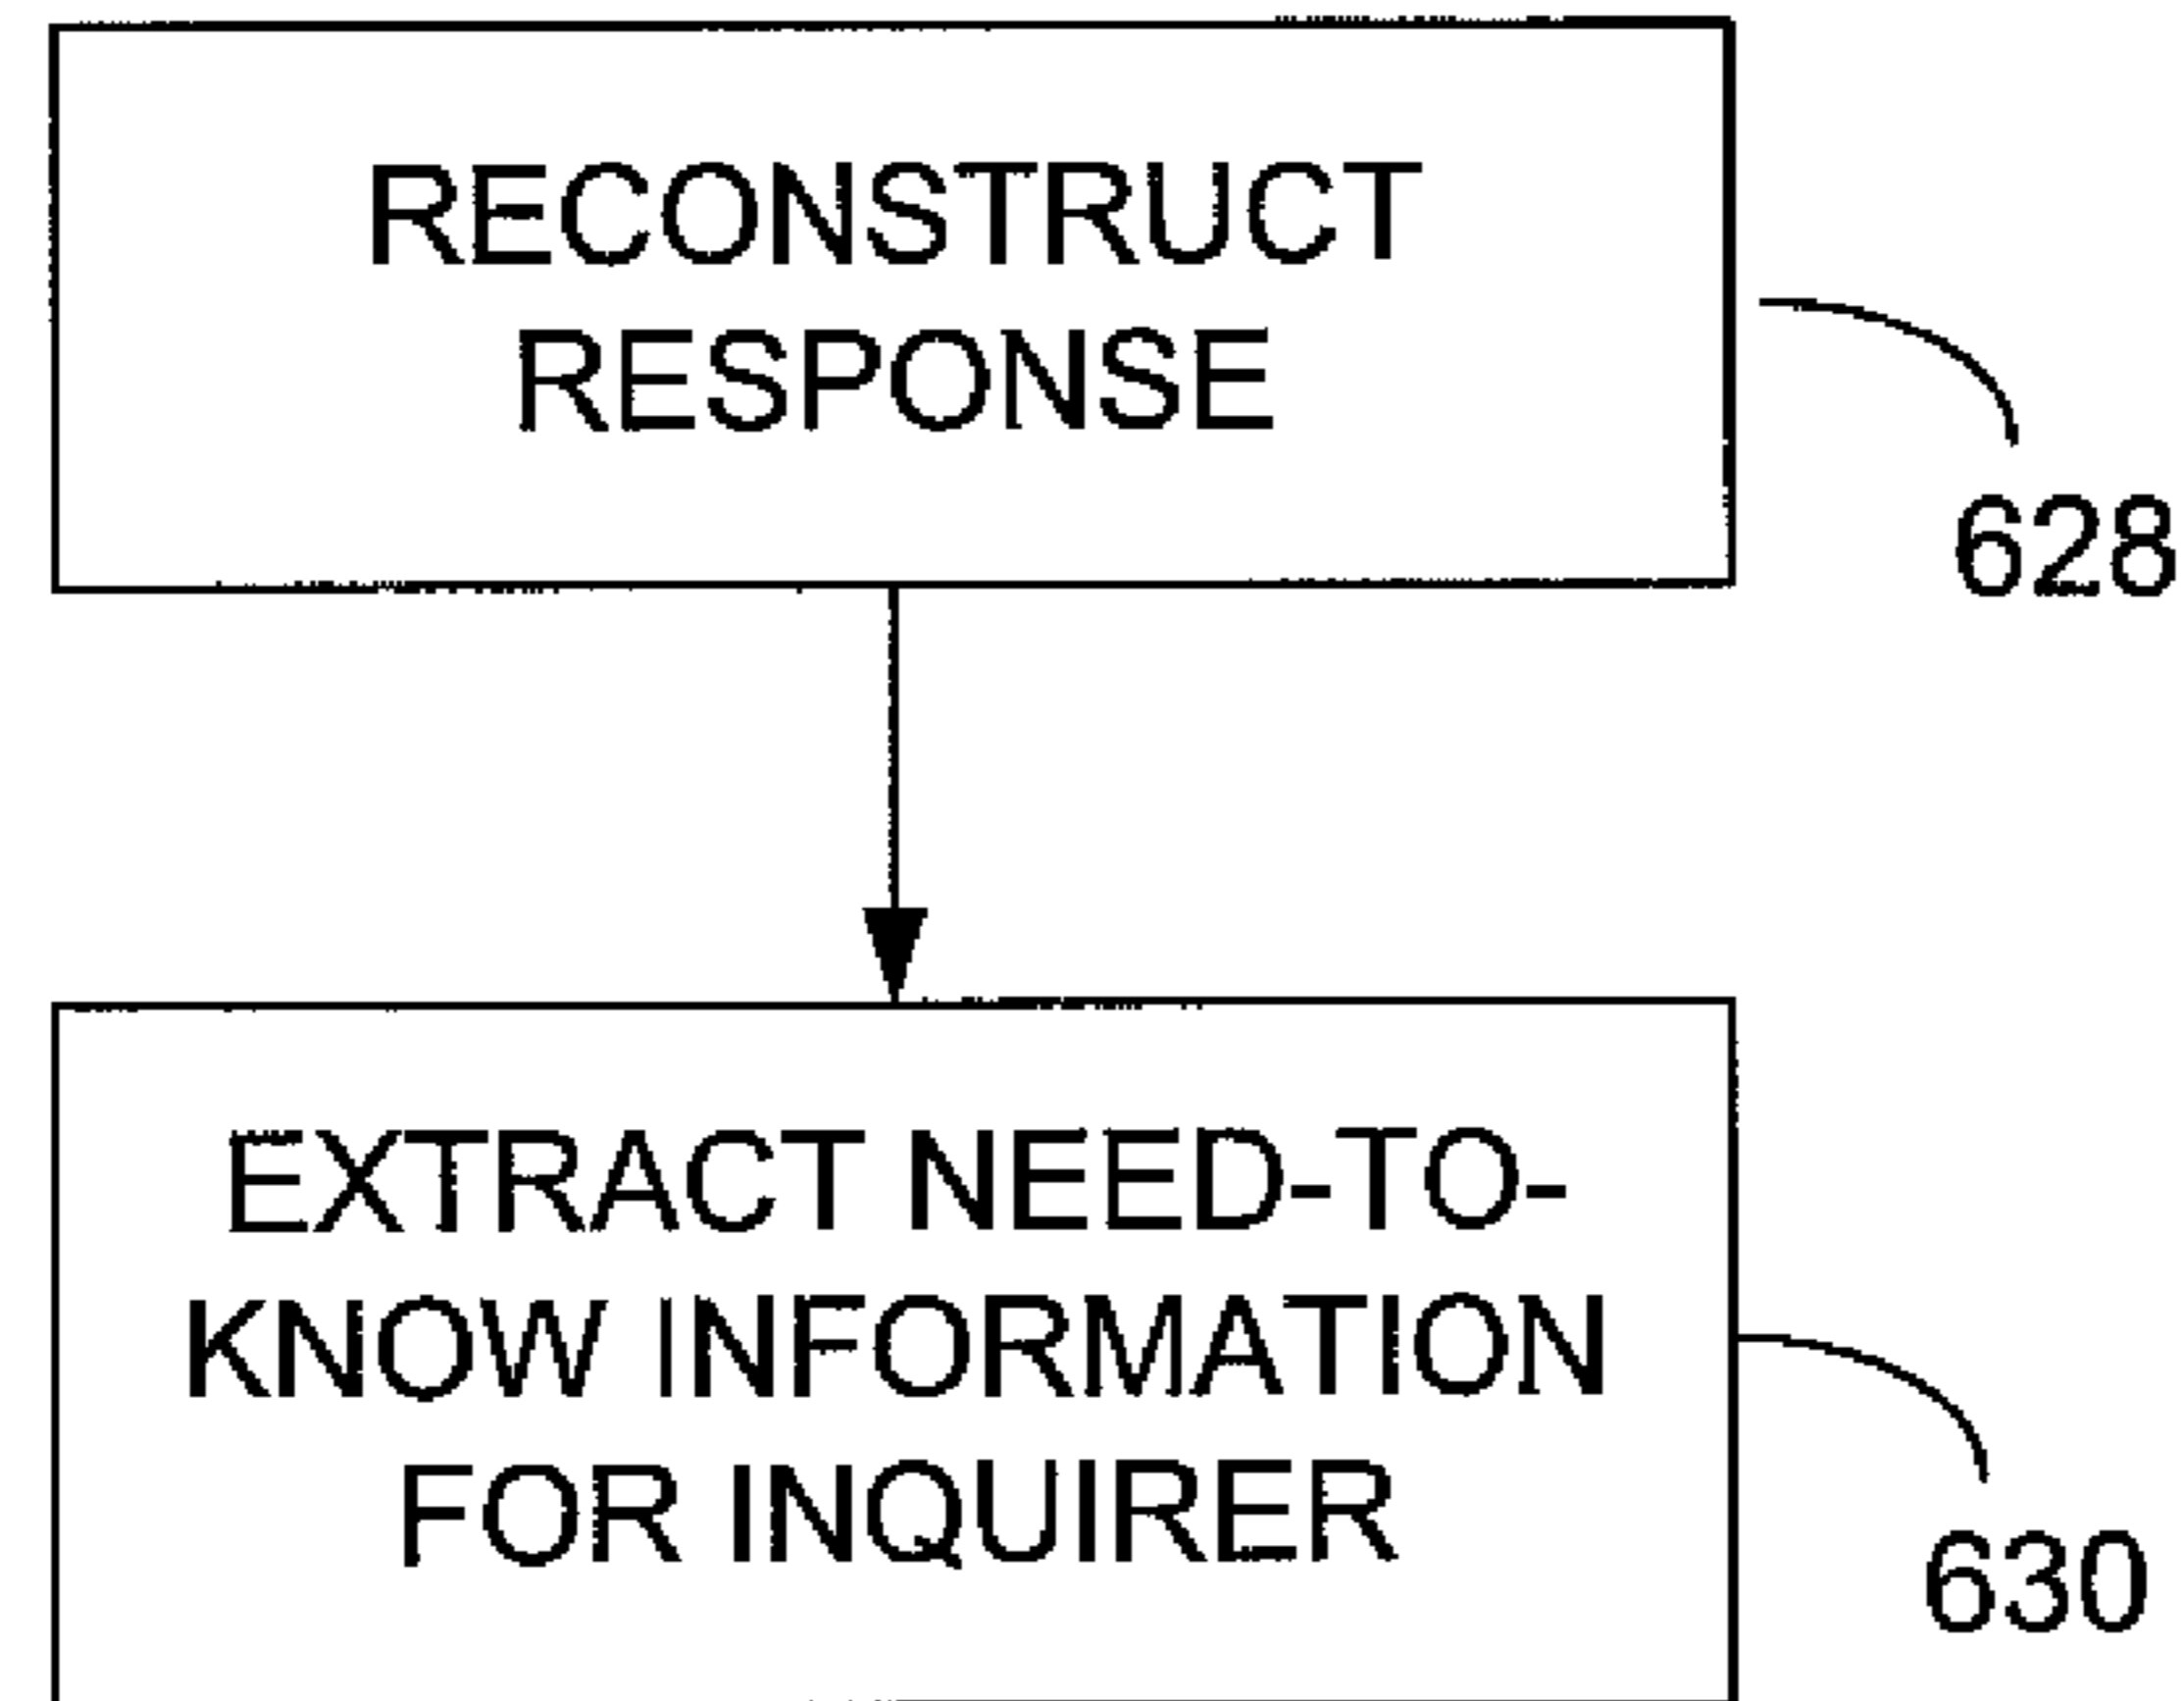 RECONSTRUCT
RESPONSE
628
EXTRACT NEED-TO-
KNOW INFORMATION
FOR INQUIRER
630